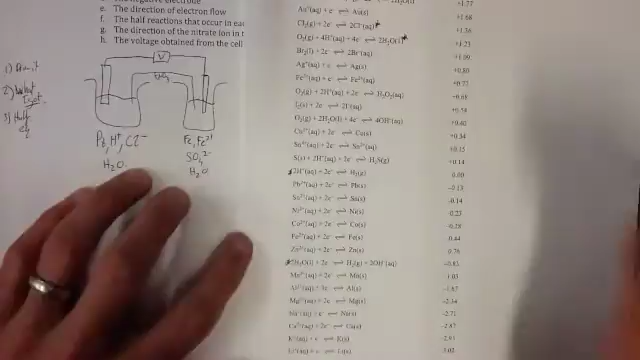 e. The direction of electron flow
f. The half reactions that occur in eac
g. The direction of the nitrate ion in t
h. The voltage obtained from the cell
V
1)
2)
3) Half
Pt, H⁺, Cl⁻
H₂O
Fe, Fe²⁺
SO₄²⁻
H₂O
+1.77
Au⁺(aq) + e⁻ ⇌ Au(s) +1.68
Cl₂(g) + 2e⁻ ⇌ 2Cl⁻(aq) +1.36
O₂(g) + 4H⁺(aq) + 4e⁻ ⇌ 2H₂O(l) +1.23
Br₂(l) + 2e⁻ ⇌ 2Br⁻(aq) +1.09
Ag⁺(aq) + e⁻ ⇌ Ag(s) +0.80
Fe³⁺(aq) + e⁻ ⇌ Fe²⁺(aq) +0.77
O₂(g) + 2H⁺(aq) + 2e⁻ ⇌ H₂O₂(aq) +0.68
I₂(s) + 2e⁻ ⇌ 2I⁻(aq) +0.54
O₂(g) + 2H₂O(l) + 4e⁻ ⇌ 4OH⁻(aq) +0.40
Cu²⁺(aq) + 2e⁻ ⇌ Cu(s) +0.34
Sn⁴⁺(aq) + 2e⁻ ⇌ Sn²⁺(aq) +0.15
S(s) + 2H⁺(aq) + 2e⁻ ⇌ H₂S(g) +0.14
2H⁺(aq) + 2e⁻ ⇌ H₂(g) 0.00
Pb²⁺(aq) + 2e⁻ ⇌ Pb(s) -0.13
Sn²⁺(aq) + 2e⁻ ⇌ Sn(s) -0.14
Ni²⁺(aq) + 2e⁻ ⇌ Ni(s) -0.23
Co²⁺(aq) + 2e⁻ ⇌ Co(s) -0.28
Fe²⁺(aq) + 2e⁻ ⇌ Fe(s) -0.44
Zn²⁺(aq) + 2e⁻ ⇌ Zn(s) -0.76
2H₂O(l) + 2e⁻ ⇌ H₂(g) + 2OH⁻(aq) -0.83
Mn²⁺(aq) + 2e⁻ ⇌ Mn(s) -1.03
Al³⁺(aq) + 3e⁻ ⇌ Al(s) -1.67
Mg²⁺(aq) + 2e⁻ ⇌ Mg(s) -2.34
Na⁺(aq) + e⁻ ⇌ Na(s) -2.71
Ca²⁺(aq) + 2e⁻ ⇌ Ca(s) -2.87
K⁺(aq) + e⁻ ⇌ K(s) -2.93
Li⁺(aq) + e⁻ ⇌ Li(s) -3.02